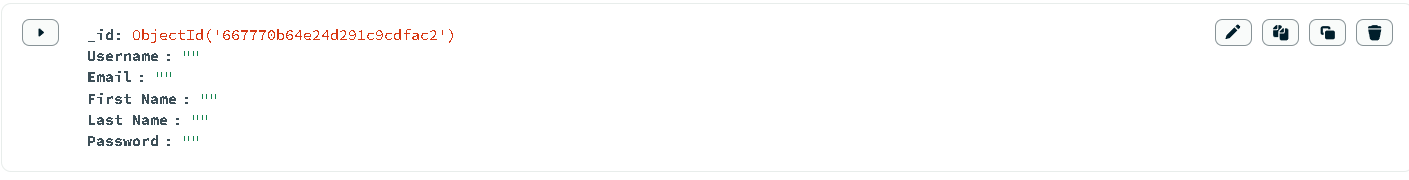 _id: ObjectId('667770b64e24d291c9cdfac2')
Username : ""
Email : ""
First Name : ""
Last Name : ""
Password : ""